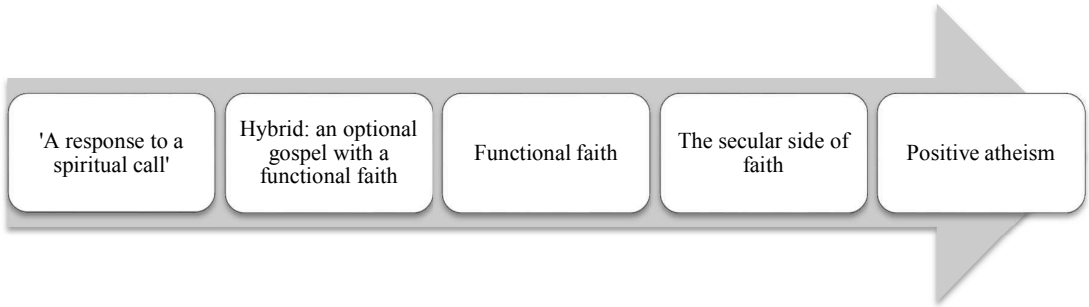 'A response to a
spiritual call'
Hybrid: an optional
gospel with a
functional faith
Functional faith
The secular side of
faith
Positive atheism